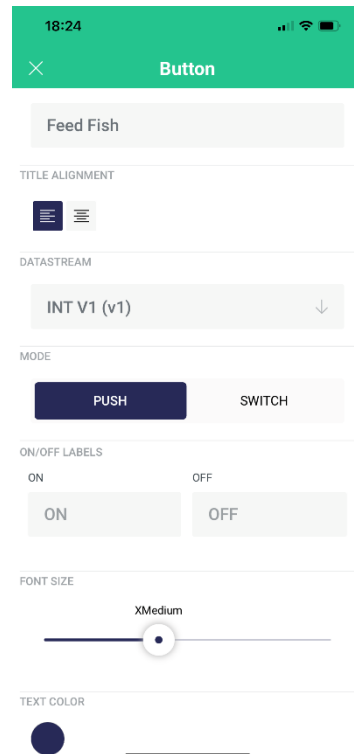 18:24
Button
Feed Fish
TITLE ALIGNMENT
DATASTREAM
INT V1 (v1)
MODE
PUSH SWITCH
ON/OFF LABELS
ON OFF
ON OFF
FONT SIZE
XMedium
TEXT COLOR